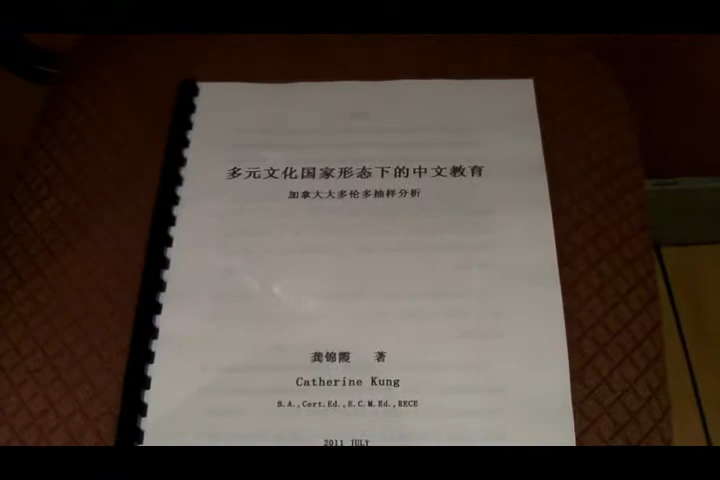 多元文化国家形态下的中文教育
加拿大大多伦多抽样分析
龚锦霞 著
Catherine Kung
B.A.,Cert.Ed.,E.C.M.Ed.,RECE
2011 JULY